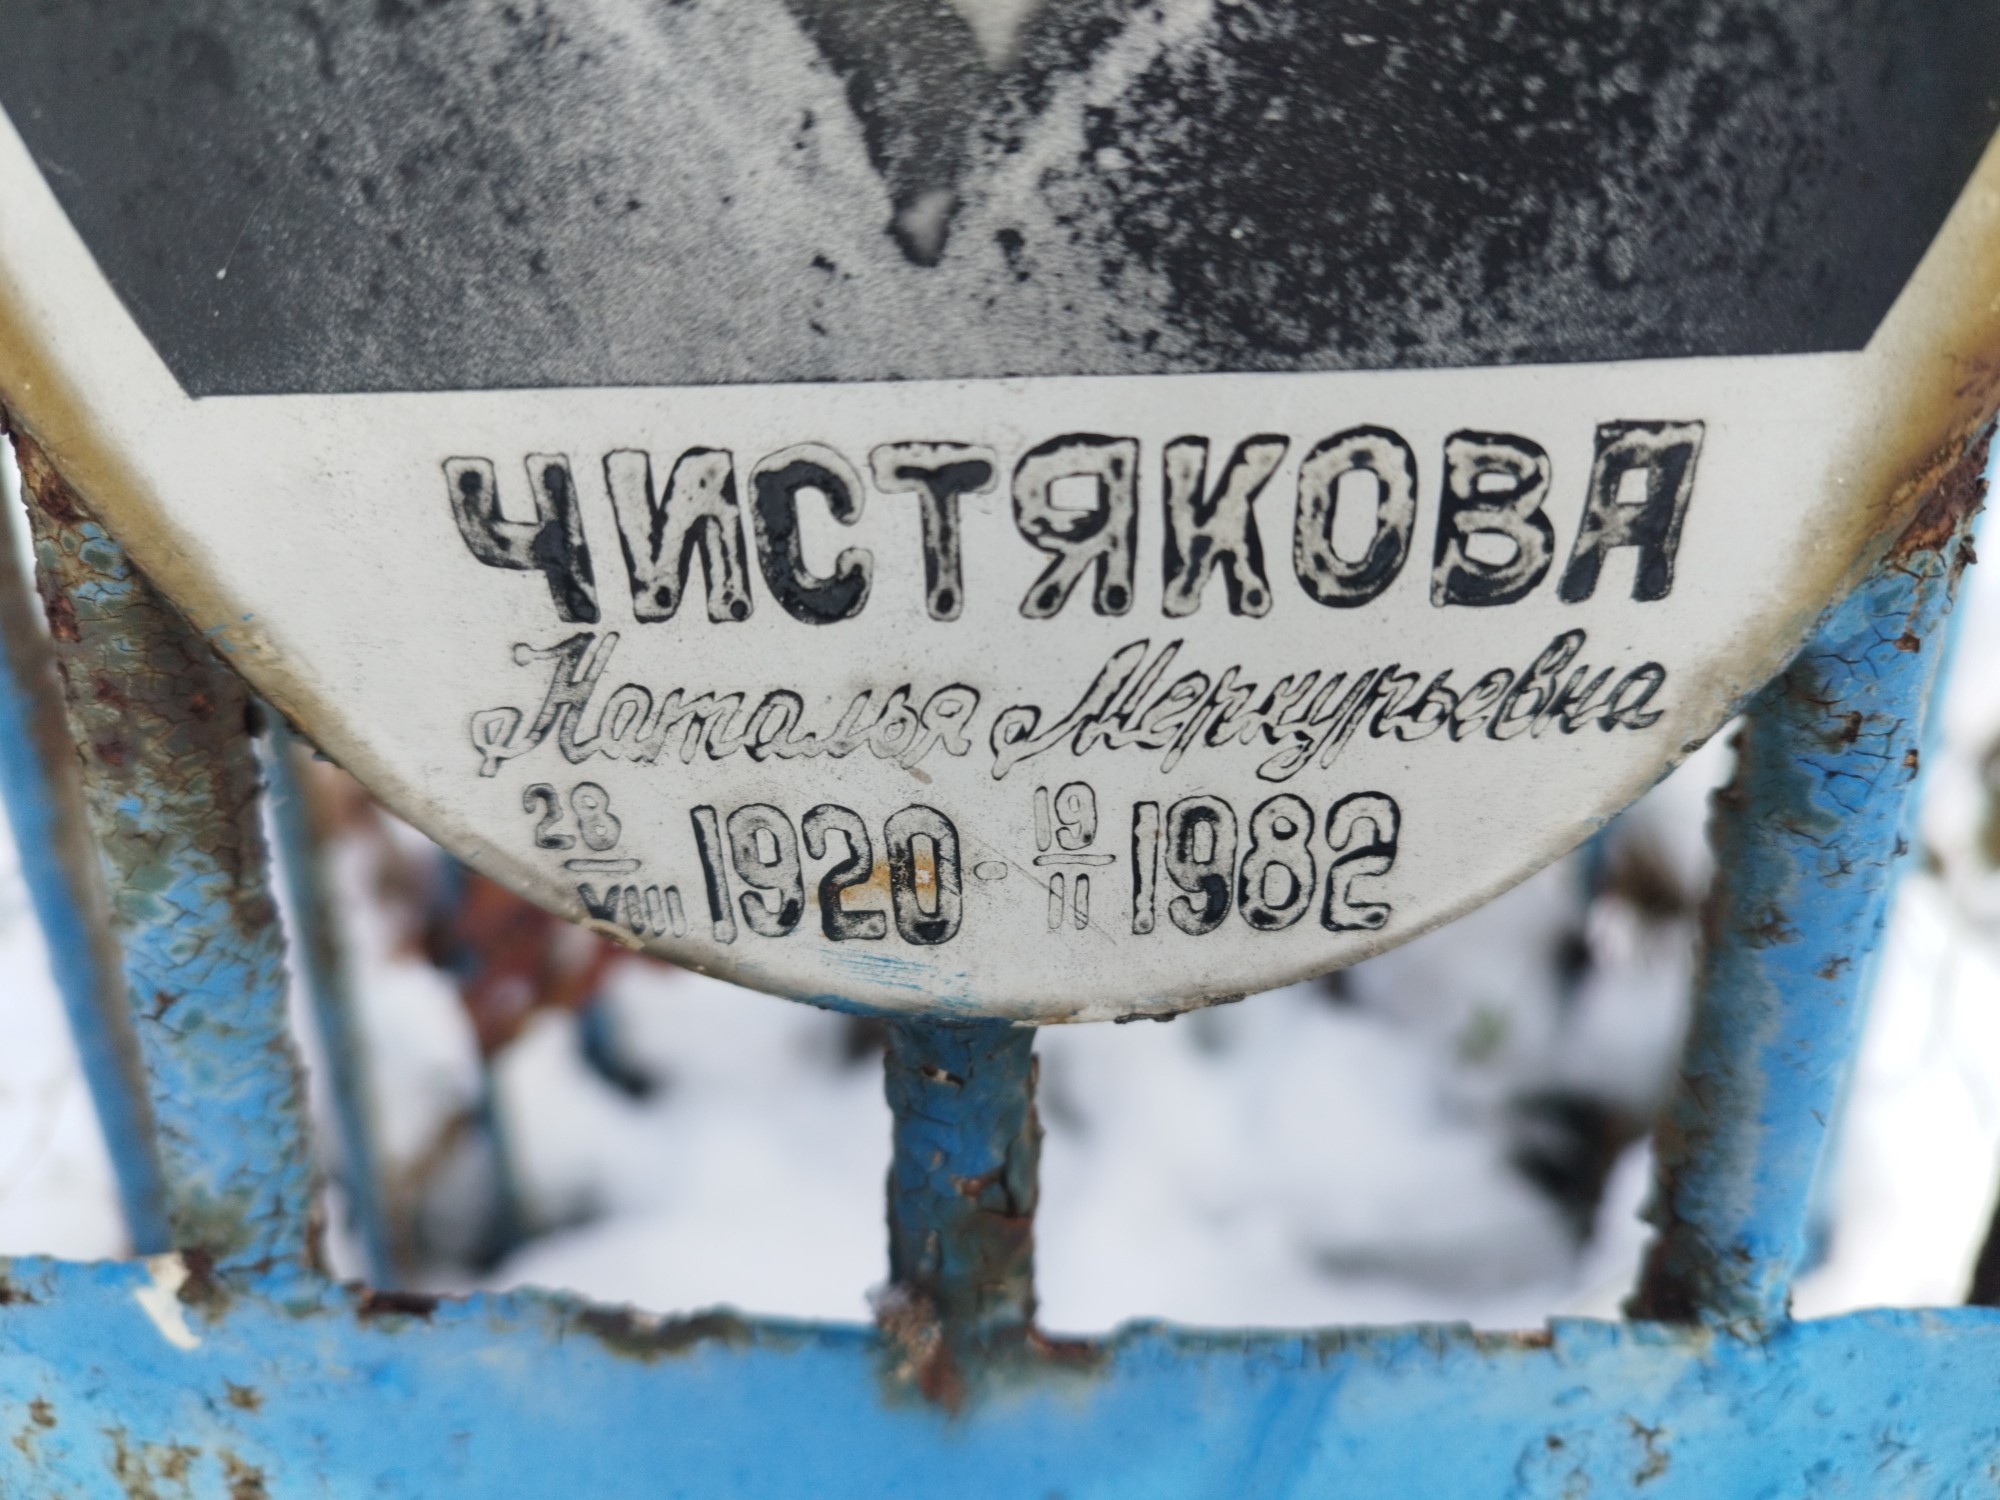 ЧИСТЯКОВА
Наталья Меркурьевна
28/VIII 1920 - 19/II 1982